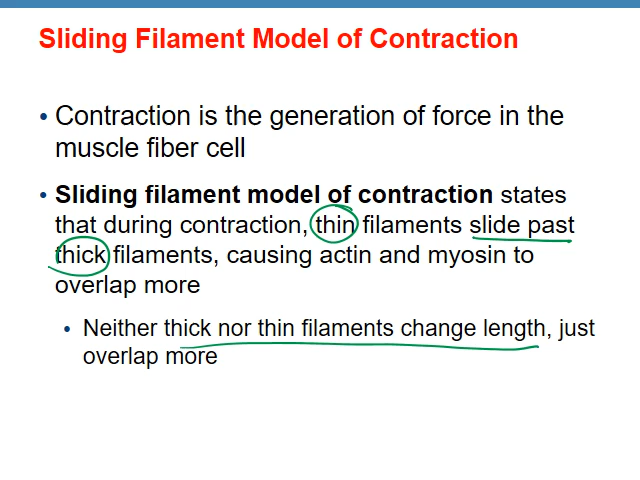 Sliding Filament Model of Contraction
• Contraction is the generation of force in the
muscle fiber cell
• Sliding filament model of contraction states
that during contraction, thin filaments slide past
thick filaments, causing actin and myosin to
overlap more
• Neither thick nor thin filaments change length, just
overlap more